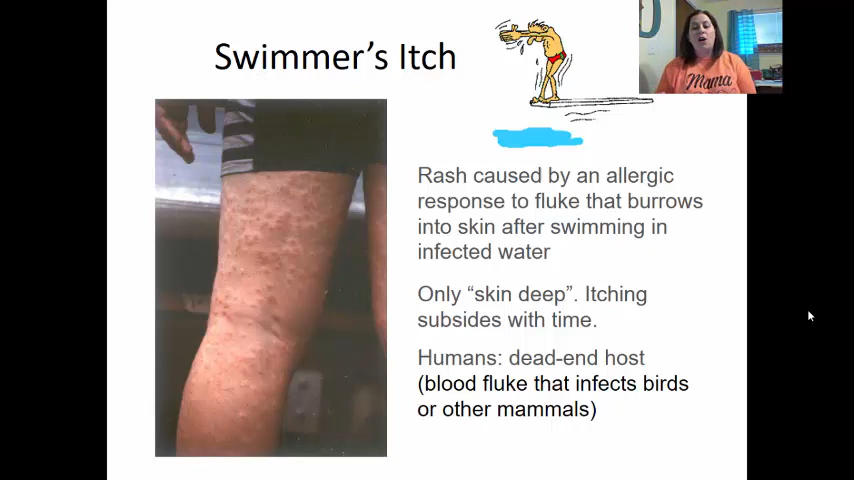 Swimmer's Itch
Mama
Rash caused by an allergic
response to fluke that burrows
into skin after swimming in
infected water
Only “skin deep”. Itching
subsides with time.
Humans: dead-end host
(blood fluke that infects birds
or other mammals)